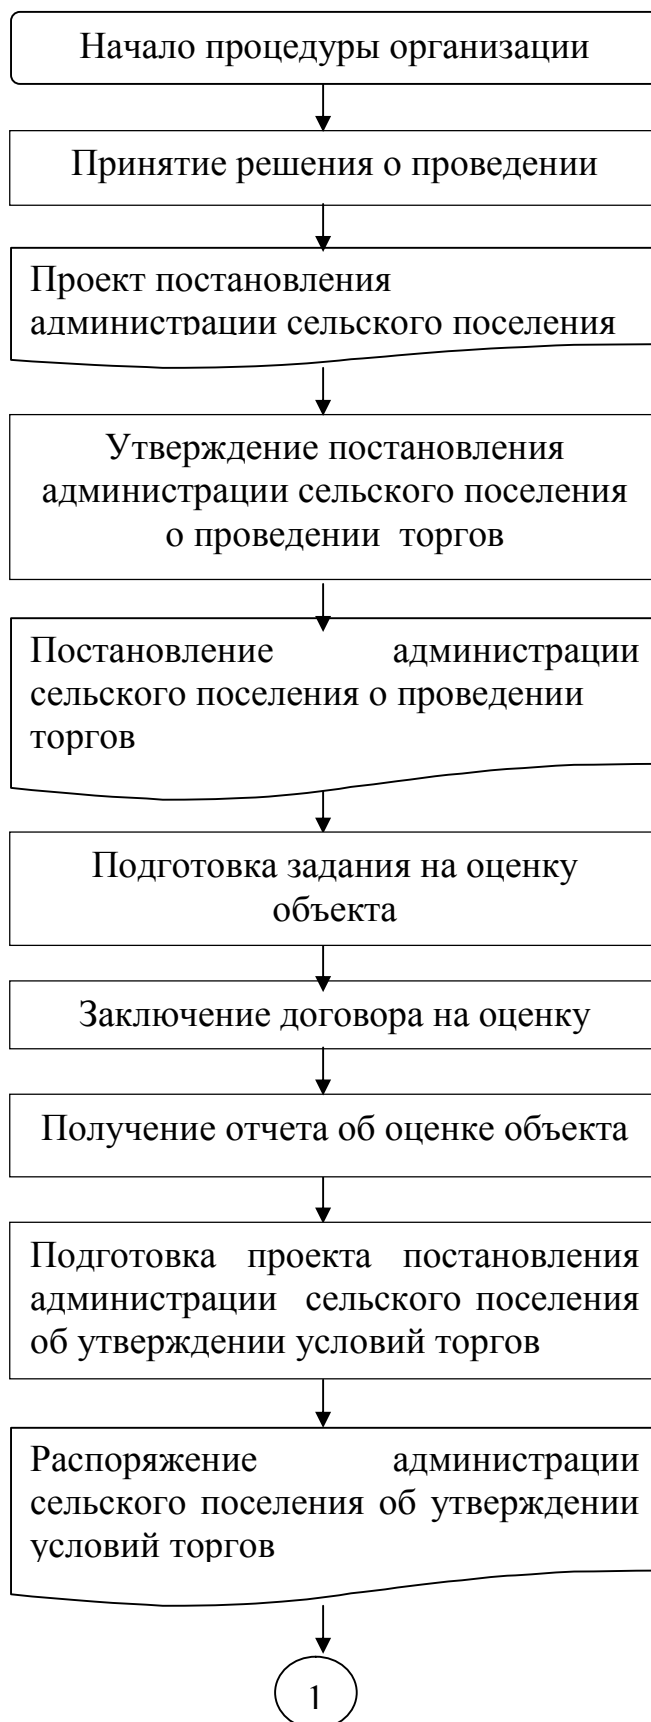 Начало процедуры организации
Принятие решения о проведении
Проект постановления
администрации сельского поселения
Утверждение постановления
администрации сельского поселения
о проведении торгов
Постановление администрации
сельского поселения о проведении
торгов
Подготовка задания на оценку
объекта
Заключение договора на оценку
Получение отчета об оценке объекта
Подготовка проекта постановления
администрации сельского поселения
об утверждении условий торгов
Распоряжение администрации
сельского поселения об утверждении
условий торгов
1